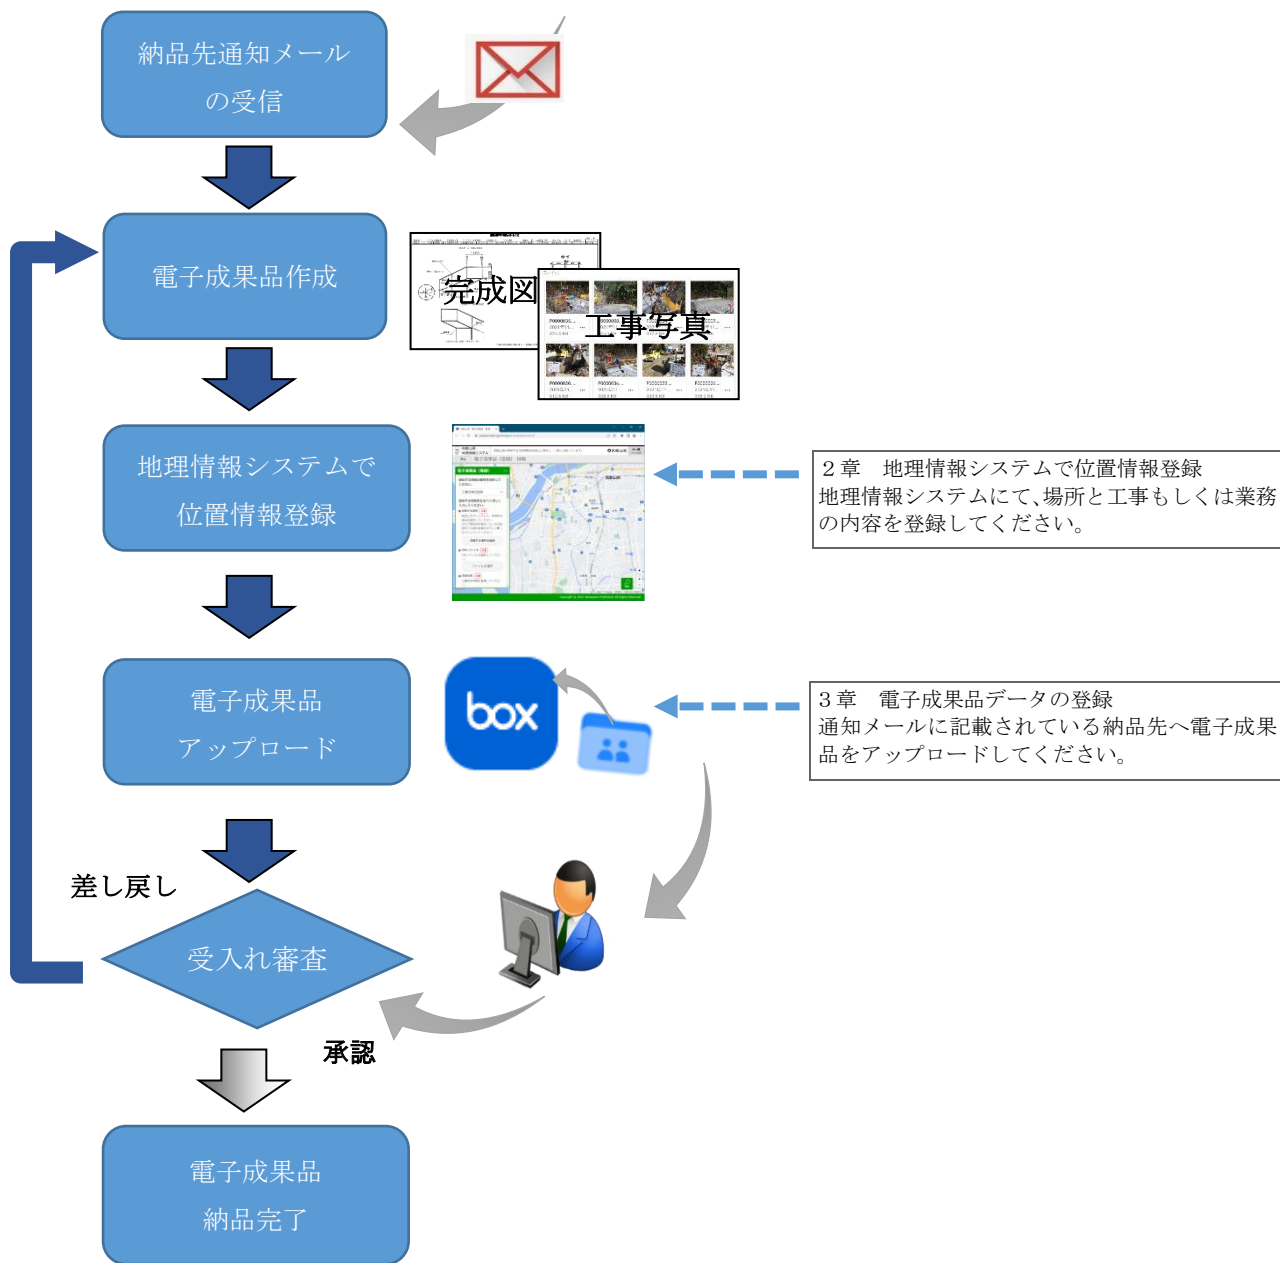 納品先通知メール
の受信
電子成果品作成
完成図
工事写真
地理情報システムで
位置情報登録
２章　地理情報システムで位置情報登録
地理情報システムにて、場所と工事もしくは業務
の内容を登録してください。
電子成果品
アップロード
box
３章　電子成果品データの登録
通知メールに記載されている納品先へ電子成果
品をアップロードしてください。
差し戻し
受入れ審査
承認
電子成果品
納品完了